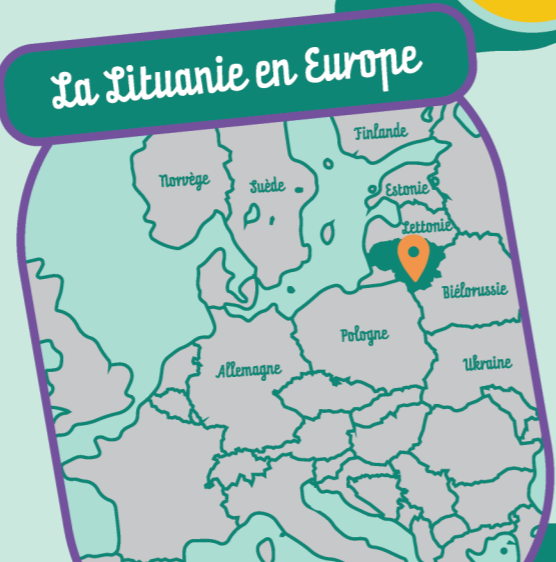 La Lituanie en Europe
Finlande
Norvège
Suède
Estonie
Lettonie
Biélorussie
Pologne
Ukraine
Allemagne